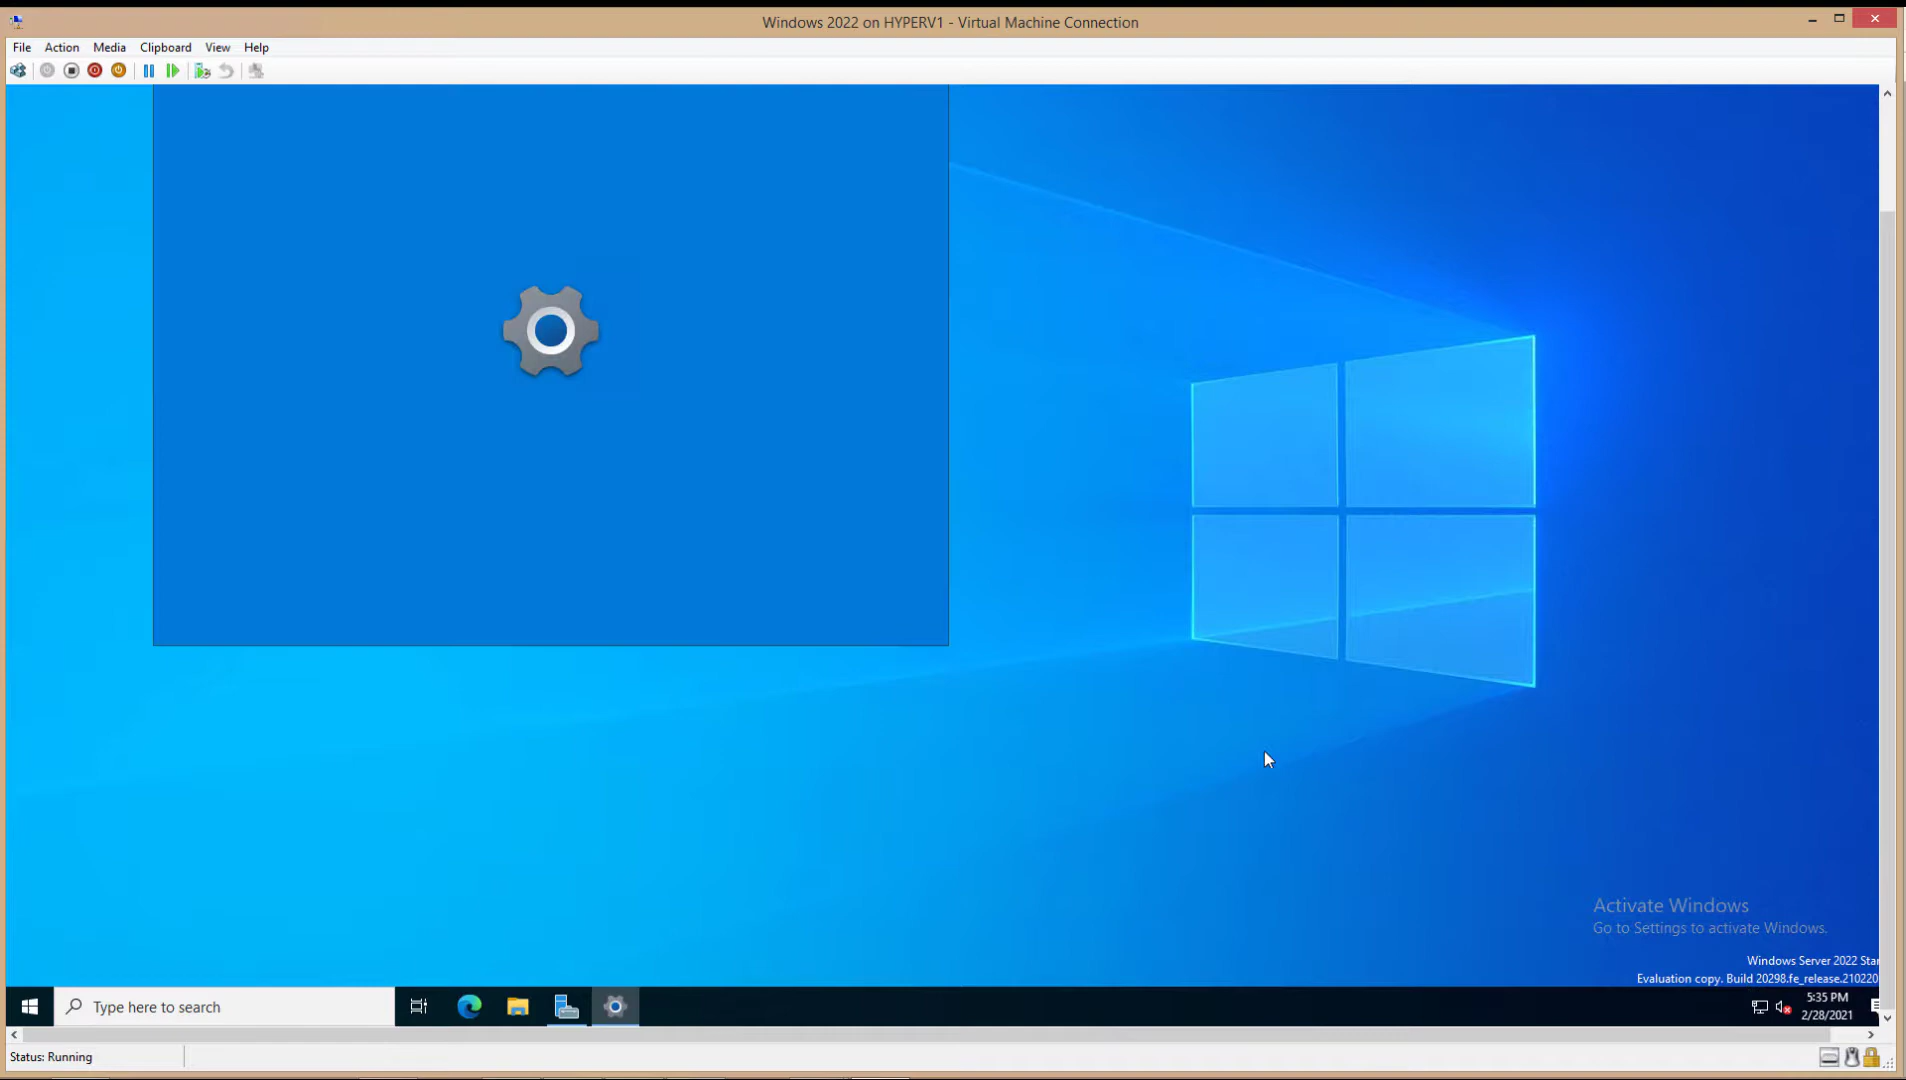 Windows 2022 on HYPERV1 - Virtual Machine Connection
File Action Media Clipboard View Help
Activate Windows
Go to Settings to activate Windows.
Windows Server 2022 Star
Evaluation copy. Build 20298.fe_release.210220
Type here to search
5:35 PM
2/28/2021
Status: Running